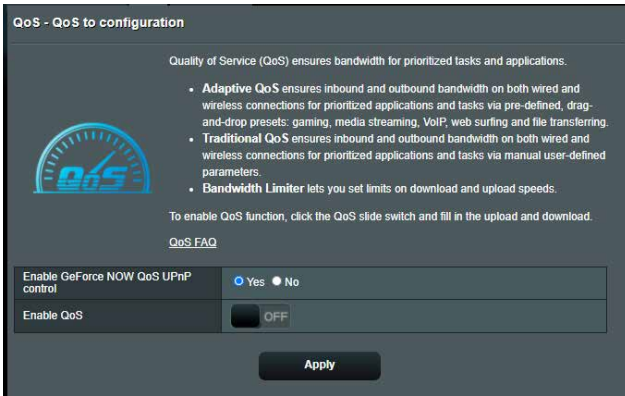 QoS - QoS to configuration
Quality of Service (QoS) ensures bandwidth for prioritized tasks and applications.
• Adaptive QoS ensures inbound and outbound bandwidth on both wired and
wireless connections for prioritized applications and tasks via pre-defined, drag-
and-drop presets: gaming, media streaming, VoIP, web surfing and file transferring.
• Traditional QoS ensures inbound and outbound bandwidth on both wired and
wireless connections for prioritized applications and tasks via manual user-defined
parameters.
• Bandwidth Limiter lets you set limits on download and upload speeds.
QoS
To enable QoS function, click the QoS slide switch and fill in the upload and download.
QoS FAQ
Enable GeForce NOW QoS UPnP
control
Yes No
Enable QoS
OFF
Apply